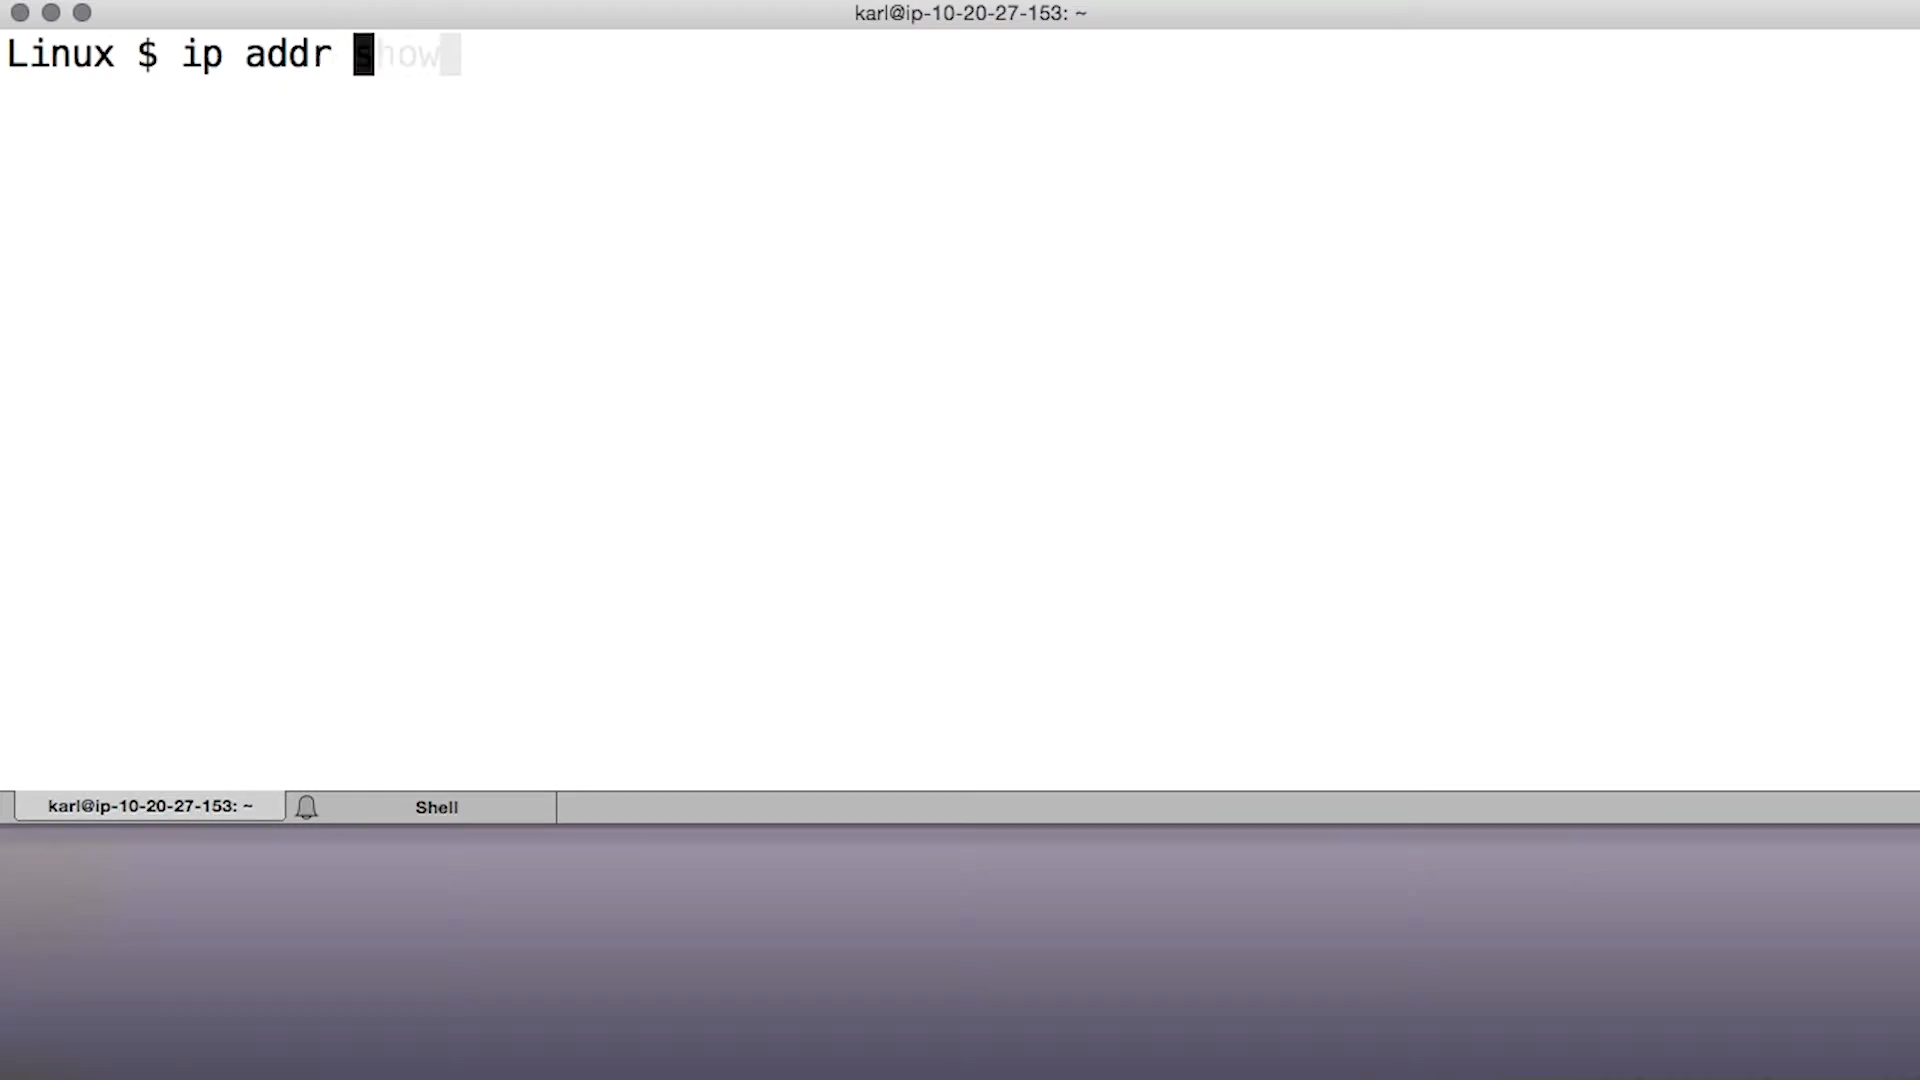 karl@ip-10-20-27-153: ~
Linux $ ip addr show
karl@ip-10-20-27-153: ~
Shell